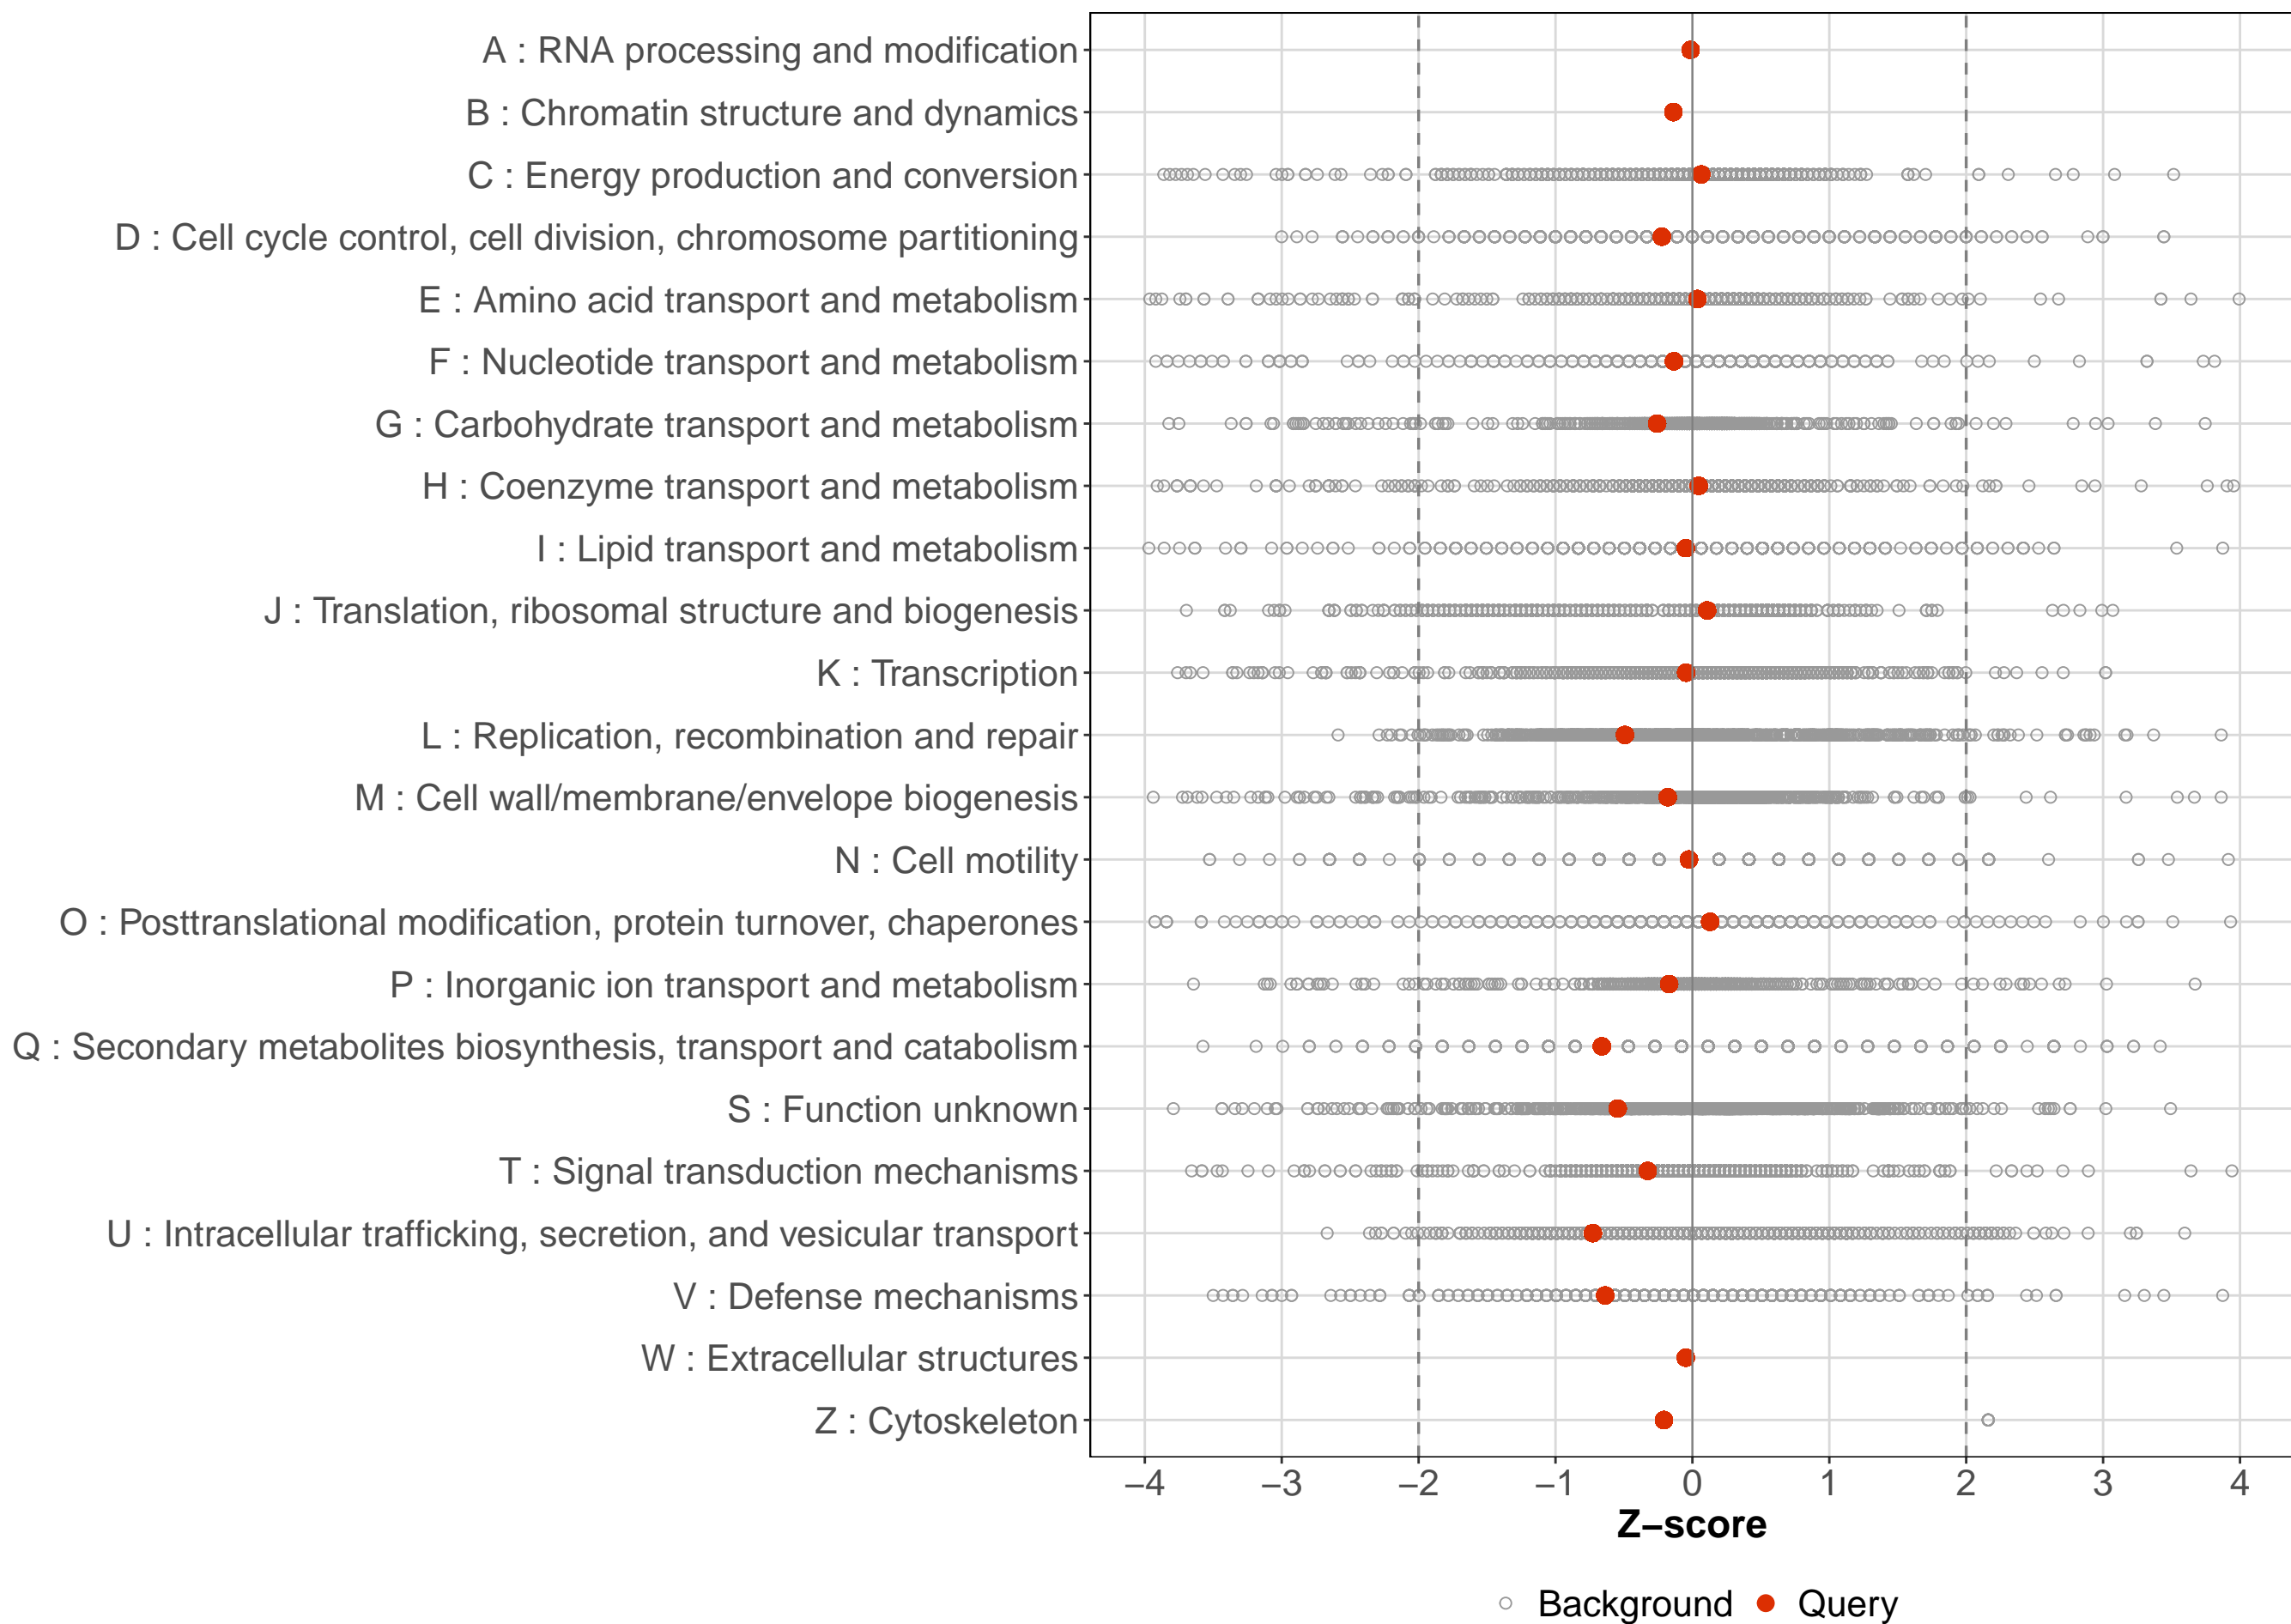 A : RNA processing and modification
B : Chromatin structure and dynamics
C : Energy production and conversion
D : Cell cycle control, cell division, chromosome partitioning
E : Amino acid transport and metabolism
F : Nucleotide transport and metabolism
G : Carbohydrate transport and metabolism
H : Coenzyme transport and metabolism
I : Lipid transport and metabolism
J : Translation, ribosomal structure and biogenesis
K : Transcription
L : Replication, recombination and repair
M : Cell wall/membrane/envelope biogenesis
N : Cell motility
O : Posttranslational modification, protein turnover, chaperones
P : Inorganic ion transport and metabolism
Q : Secondary metabolites biosynthesis, transport and catabolism
S : Function unknown
T : Signal transduction mechanisms
U : Intracellular trafficking, secretion, and vesicular transport
V : Defense mechanisms
W : Extracellular structures
Z : Cytoskeleton
−4 −3 −2 −1 0 1 2 3 4
Z−score
Background Query